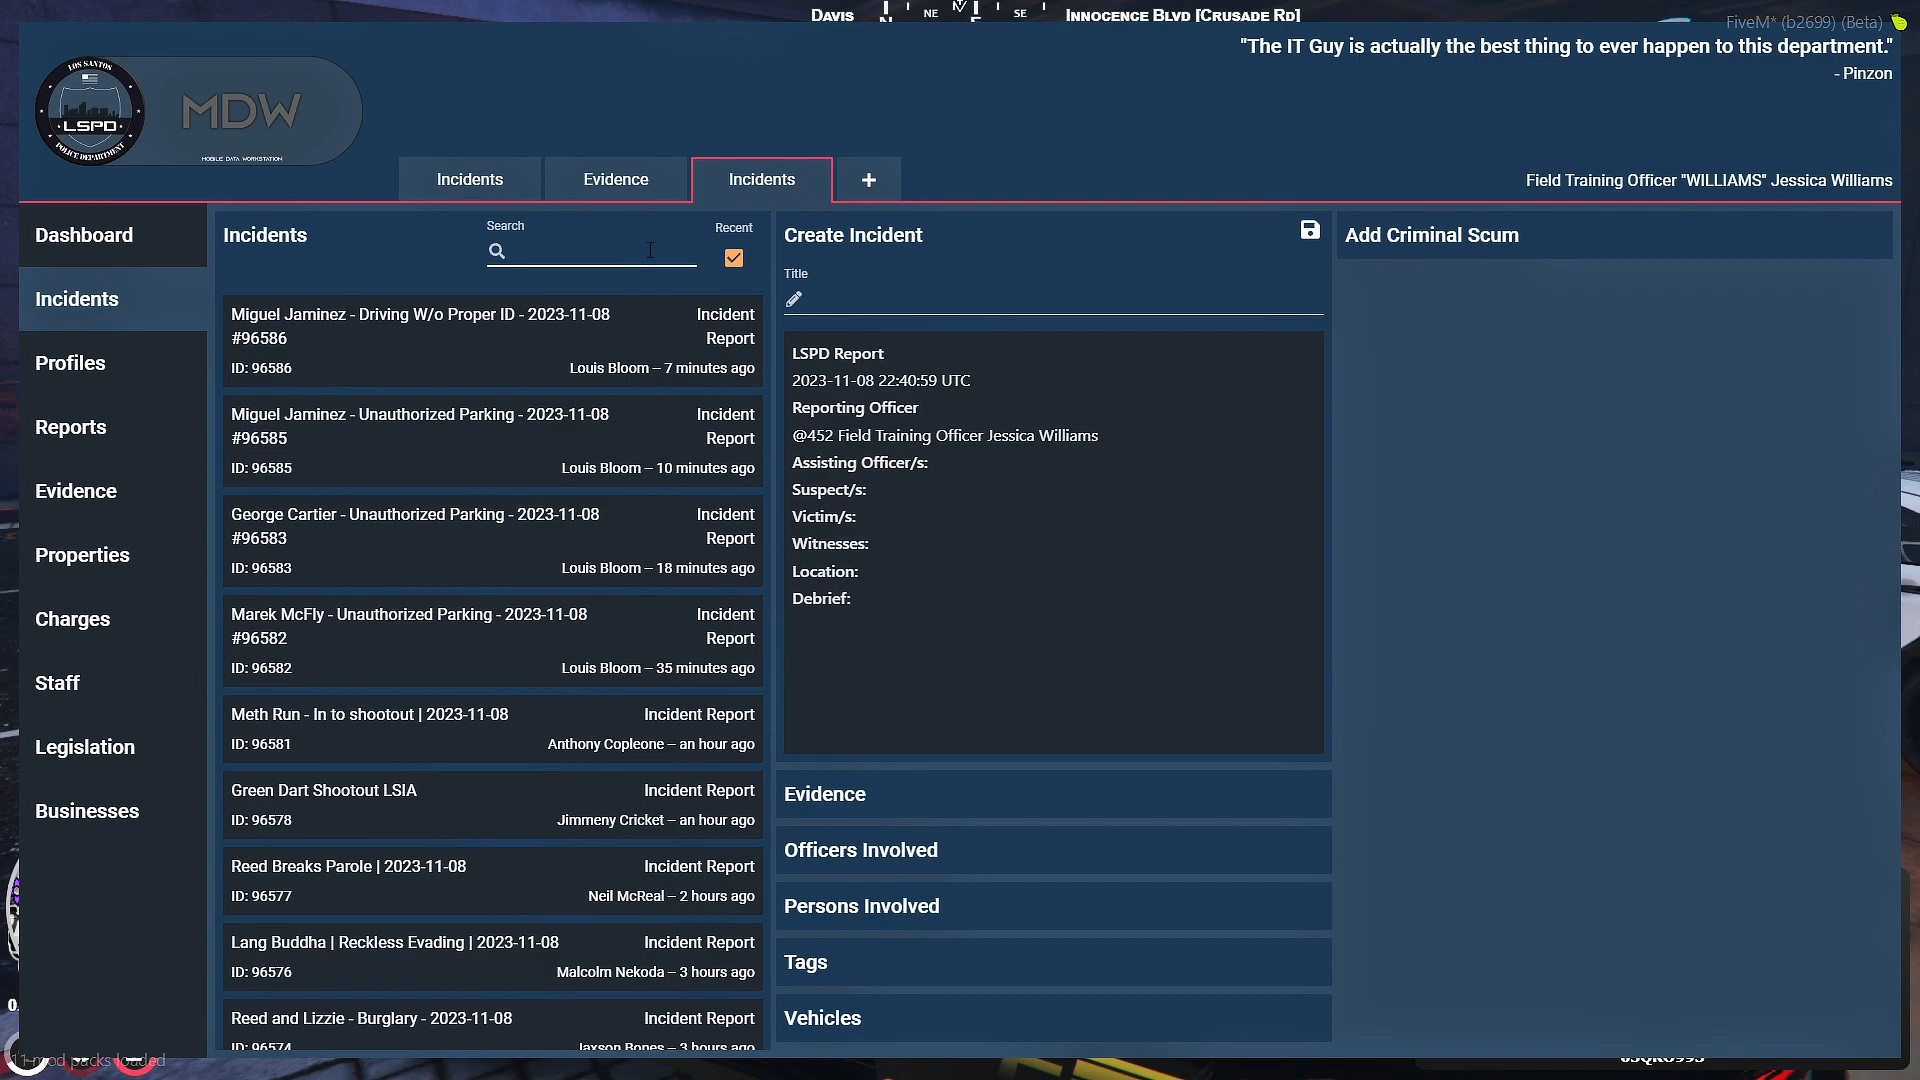 DAVIS
NE
SE
INNOCENCE BLVD [CRUSADE RD]
FiveM* (b2699) (Beta)
"The IT Guy is actually the best thing to ever happen to this department."
- Pinzon
LOS SANTOS
LSPD
POLICE DEPARTMENT
MDW
MOBILE DATA WORKSTATION
Incidents
Evidence
Incidents
+
Field Training Officer "WILLIAMS" Jessica Williams
Dashboard
Incidents
Profiles
Reports
Evidence
Properties
Charges
Staff
Legislation
Businesses
Incidents
Search
Recent
Miguel Jaminez - Driving W/o Proper ID - 2023-11-08 Incident
#96586 Report
ID: 96586 Louis Bloom – 7 minutes ago
Miguel Jaminez - Unauthorized Parking - 2023-11-08 Incident
#96585 Report
ID: 96585 Louis Bloom – 10 minutes ago
George Cartier - Unauthorized Parking - 2023-11-08 Incident
#96583 Report
ID: 96583 Louis Bloom – 18 minutes ago
Marek McFly - Unauthorized Parking - 2023-11-08 Incident
#96582 Report
ID: 96582 Louis Bloom – 35 minutes ago
Meth Run - In to shootout | 2023-11-08 Incident Report
ID: 96581 Anthony Copleone – an hour ago
Green Dart Shootout LSIA Incident Report
ID: 96578 Jimmeny Cricket – an hour ago
Reed Breaks Parole | 2023-11-08 Incident Report
ID: 96577 Neil McReal – 2 hours ago
Lang Buddha | Reckless Evading | 2023-11-08 Incident Report
ID: 96576 Malcolm Nekoda – 3 hours ago
Reed and Lizzie - Burglary - 2023-11-08 Incident Report
ID: 96574 Jaxson Bones – 3 hours ago
Create Incident
Title
LSPD Report
2023-11-08 22:40:59 UTC
Reporting Officer
@452 Field Training Officer Jessica Williams
Assisting Officer/s:
Suspect/s:
Victim/s:
Witnesses:
Location:
Debrief:
Evidence
Officers Involved
Persons Involved
Tags
Vehicles
Add Criminal Scum
11 mod packs loaded